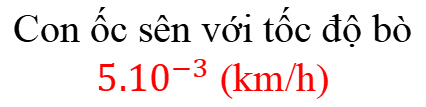 Con ốc sên với tốc độ bò
5.10⁻³ (km/h)